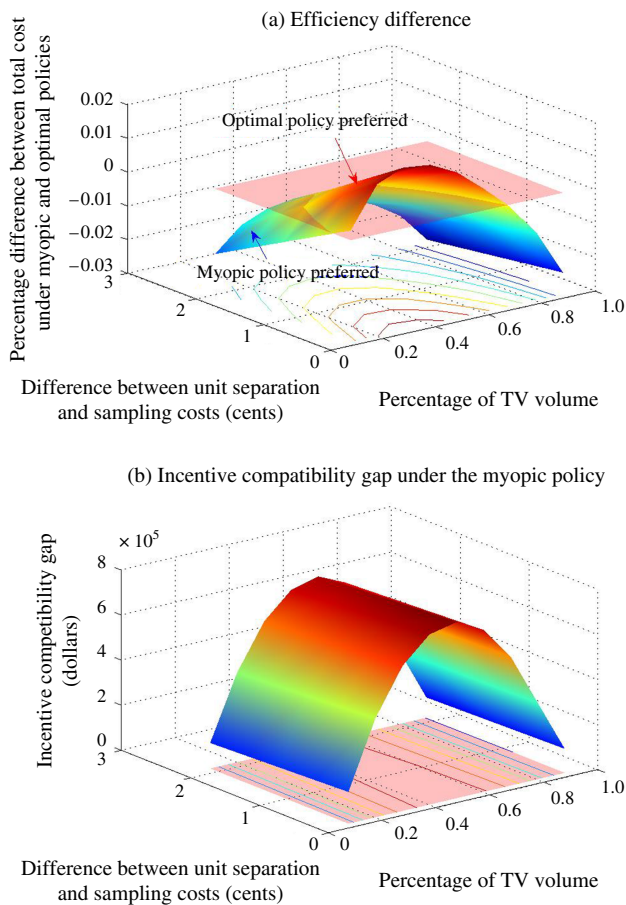 (a) Efficiency difference
Percentage difference between total cost
under myopic and optimal policies
0.02
0.01
0
−0.01
−0.02
−0.03
Optimal policy preferred
Myopic policy preferred
3
2
1
0
0
0.2
0.4
0.6
0.8
1.0
Difference between unit separation
and sampling costs (cents)
Percentage of TV volume
(b) Incentive compatibility gap under the myopic policy
× 10⁵
Incentive competibility gap
(dollars)
8
6
4
2
0
3
2
1
0
0
0.2
0.4
0.6
0.8
1.0
Difference between unit separation
and sampling costs (cents)
Percentage of TV volume